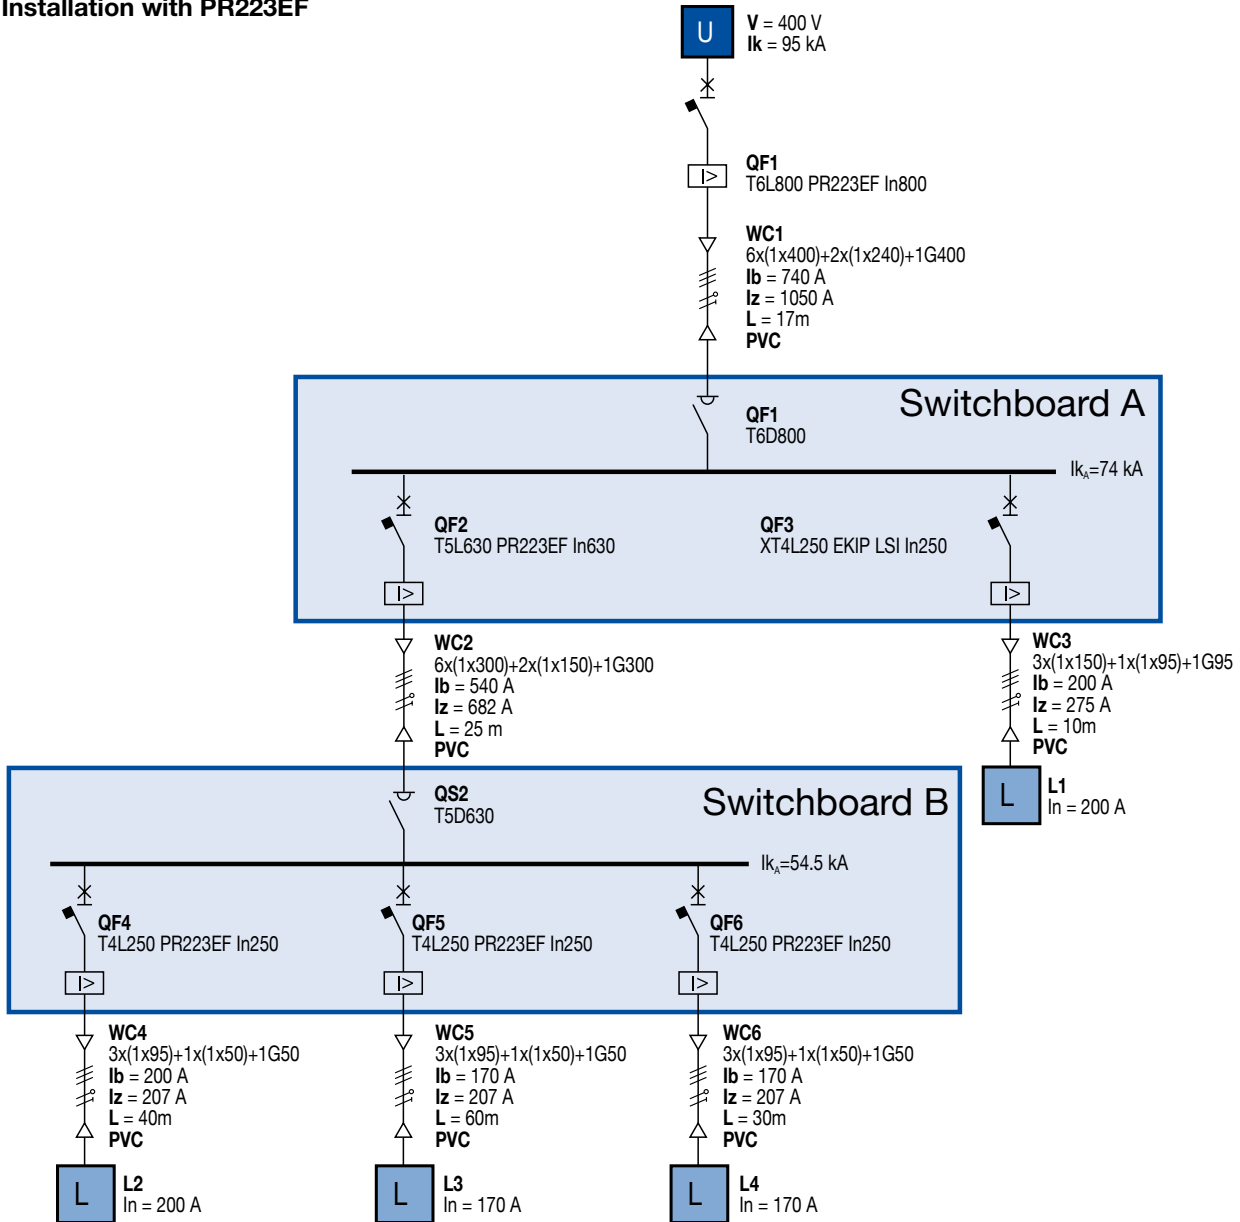 Installation with PR223EF
U
V = 400 V
Ik = 95 kA
QF1
T6L800 PR223EF In800
I>
WC1
6x(1x400)+2x(1x240)+1G400
Ib = 740 A
Iz = 1050 A
L = 17m
PVC
Switchboard A
QF1
T6D800
IkA=74 kA
QF2
T5L630 PR223EF In630
I>
QF3
XT4L250 EKIP LSI In250
I>
WC2
6x(1x300)+2x(1x150)+1G300
Ib = 540 A
Iz = 682 A
L = 25 m
PVC
WC3
3x(1x150)+1x(1x95)+1G95
Ib = 200 A
Iz = 275 A
L = 10m
PVC
L
L1
In = 200 A
Switchboard B
QS2
T5D630
IkA=54.5 kA
QF4
T4L250 PR223EF In250
I>
QF5
T4L250 PR223EF In250
I>
QF6
T4L250 PR223EF In250
I>
WC4
3x(1x95)+1x(1x50)+1G50
Ib = 200 A
Iz = 207 A
L = 40m
PVC
WC5
3x(1x95)+1x(1x50)+1G50
Ib = 170 A
Iz = 207 A
L = 60m
PVC
WC6
3x(1x95)+1x(1x50)+1G50
Ib = 170 A
Iz = 207 A
L = 30m
PVC
L
L2
In = 200 A
L
L3
In = 170 A
L
L4
In = 170 A